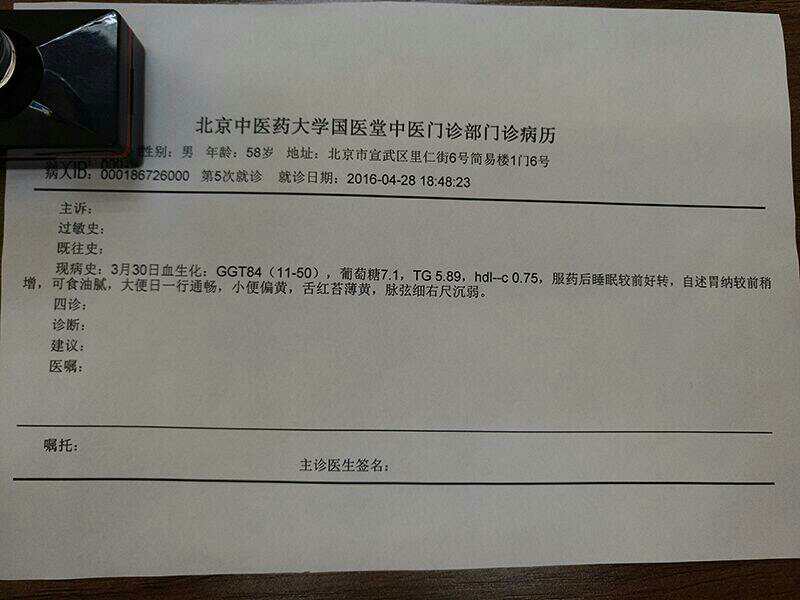 北京中医药大学国医堂中医门诊部门诊病历
性别：男 年龄：58岁 地址：北京市宣武区里仁街6号简易楼1门6号
病人ID：000186726000 第5次就诊 就诊日期：2016-04-28 18:48:23
主诉：
过敏史：
既往史：
现病史：3月30日血生化：GGT84（11-50），葡萄糖7.1，TG 5.89，hdl--c 0.75，服药后睡眠较前好转，自述胃纳较前稍
增，可食油腻，大便日一行通畅，小便偏黄，舌红苔薄黄，脉弦细右尺沉弱。
四诊：
诊断：
建议：
医嘱：
嘱托：
主诊医生签名：